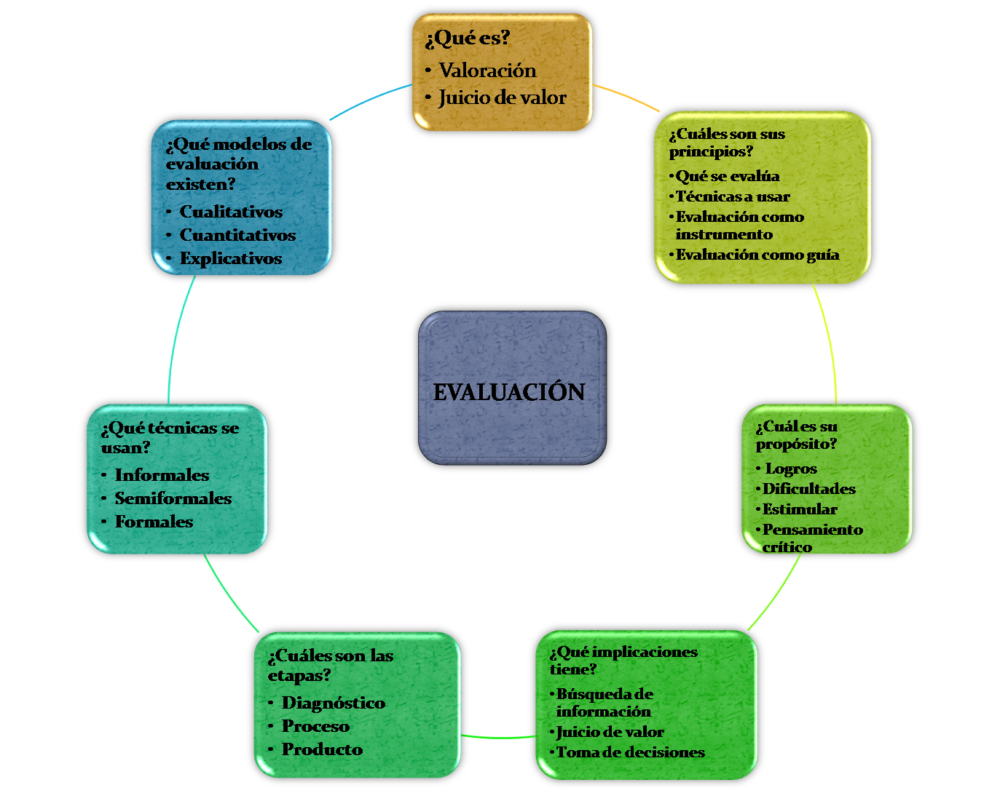 ¿Qué es?
• Valoración
• Juicio de valor
¿Cuáles son sus
principios?
•Qué se evalúa
•Técnicas a usar
•Evaluación como
instrumento
•Evaluación como guía
¿Cuál es su
propósito?
• Logros
•Dificultades
•Estimular
•Pensamiento
crítico
¿Qué implicaciones
tiene?
•Búsqueda de
información
•Juicio de valor
•Toma de decisiones
¿Cuáles son las
etapas?
• Diagnóstico
• Proceso
• Producto
¿Qué técnicas se
usan?
• Informales
• Semiformales
• Formales
¿Qué modelos de
evaluación
existen?
• Cualitativos
• Cuantitativos
• Explicativos
EVALUACIÓN